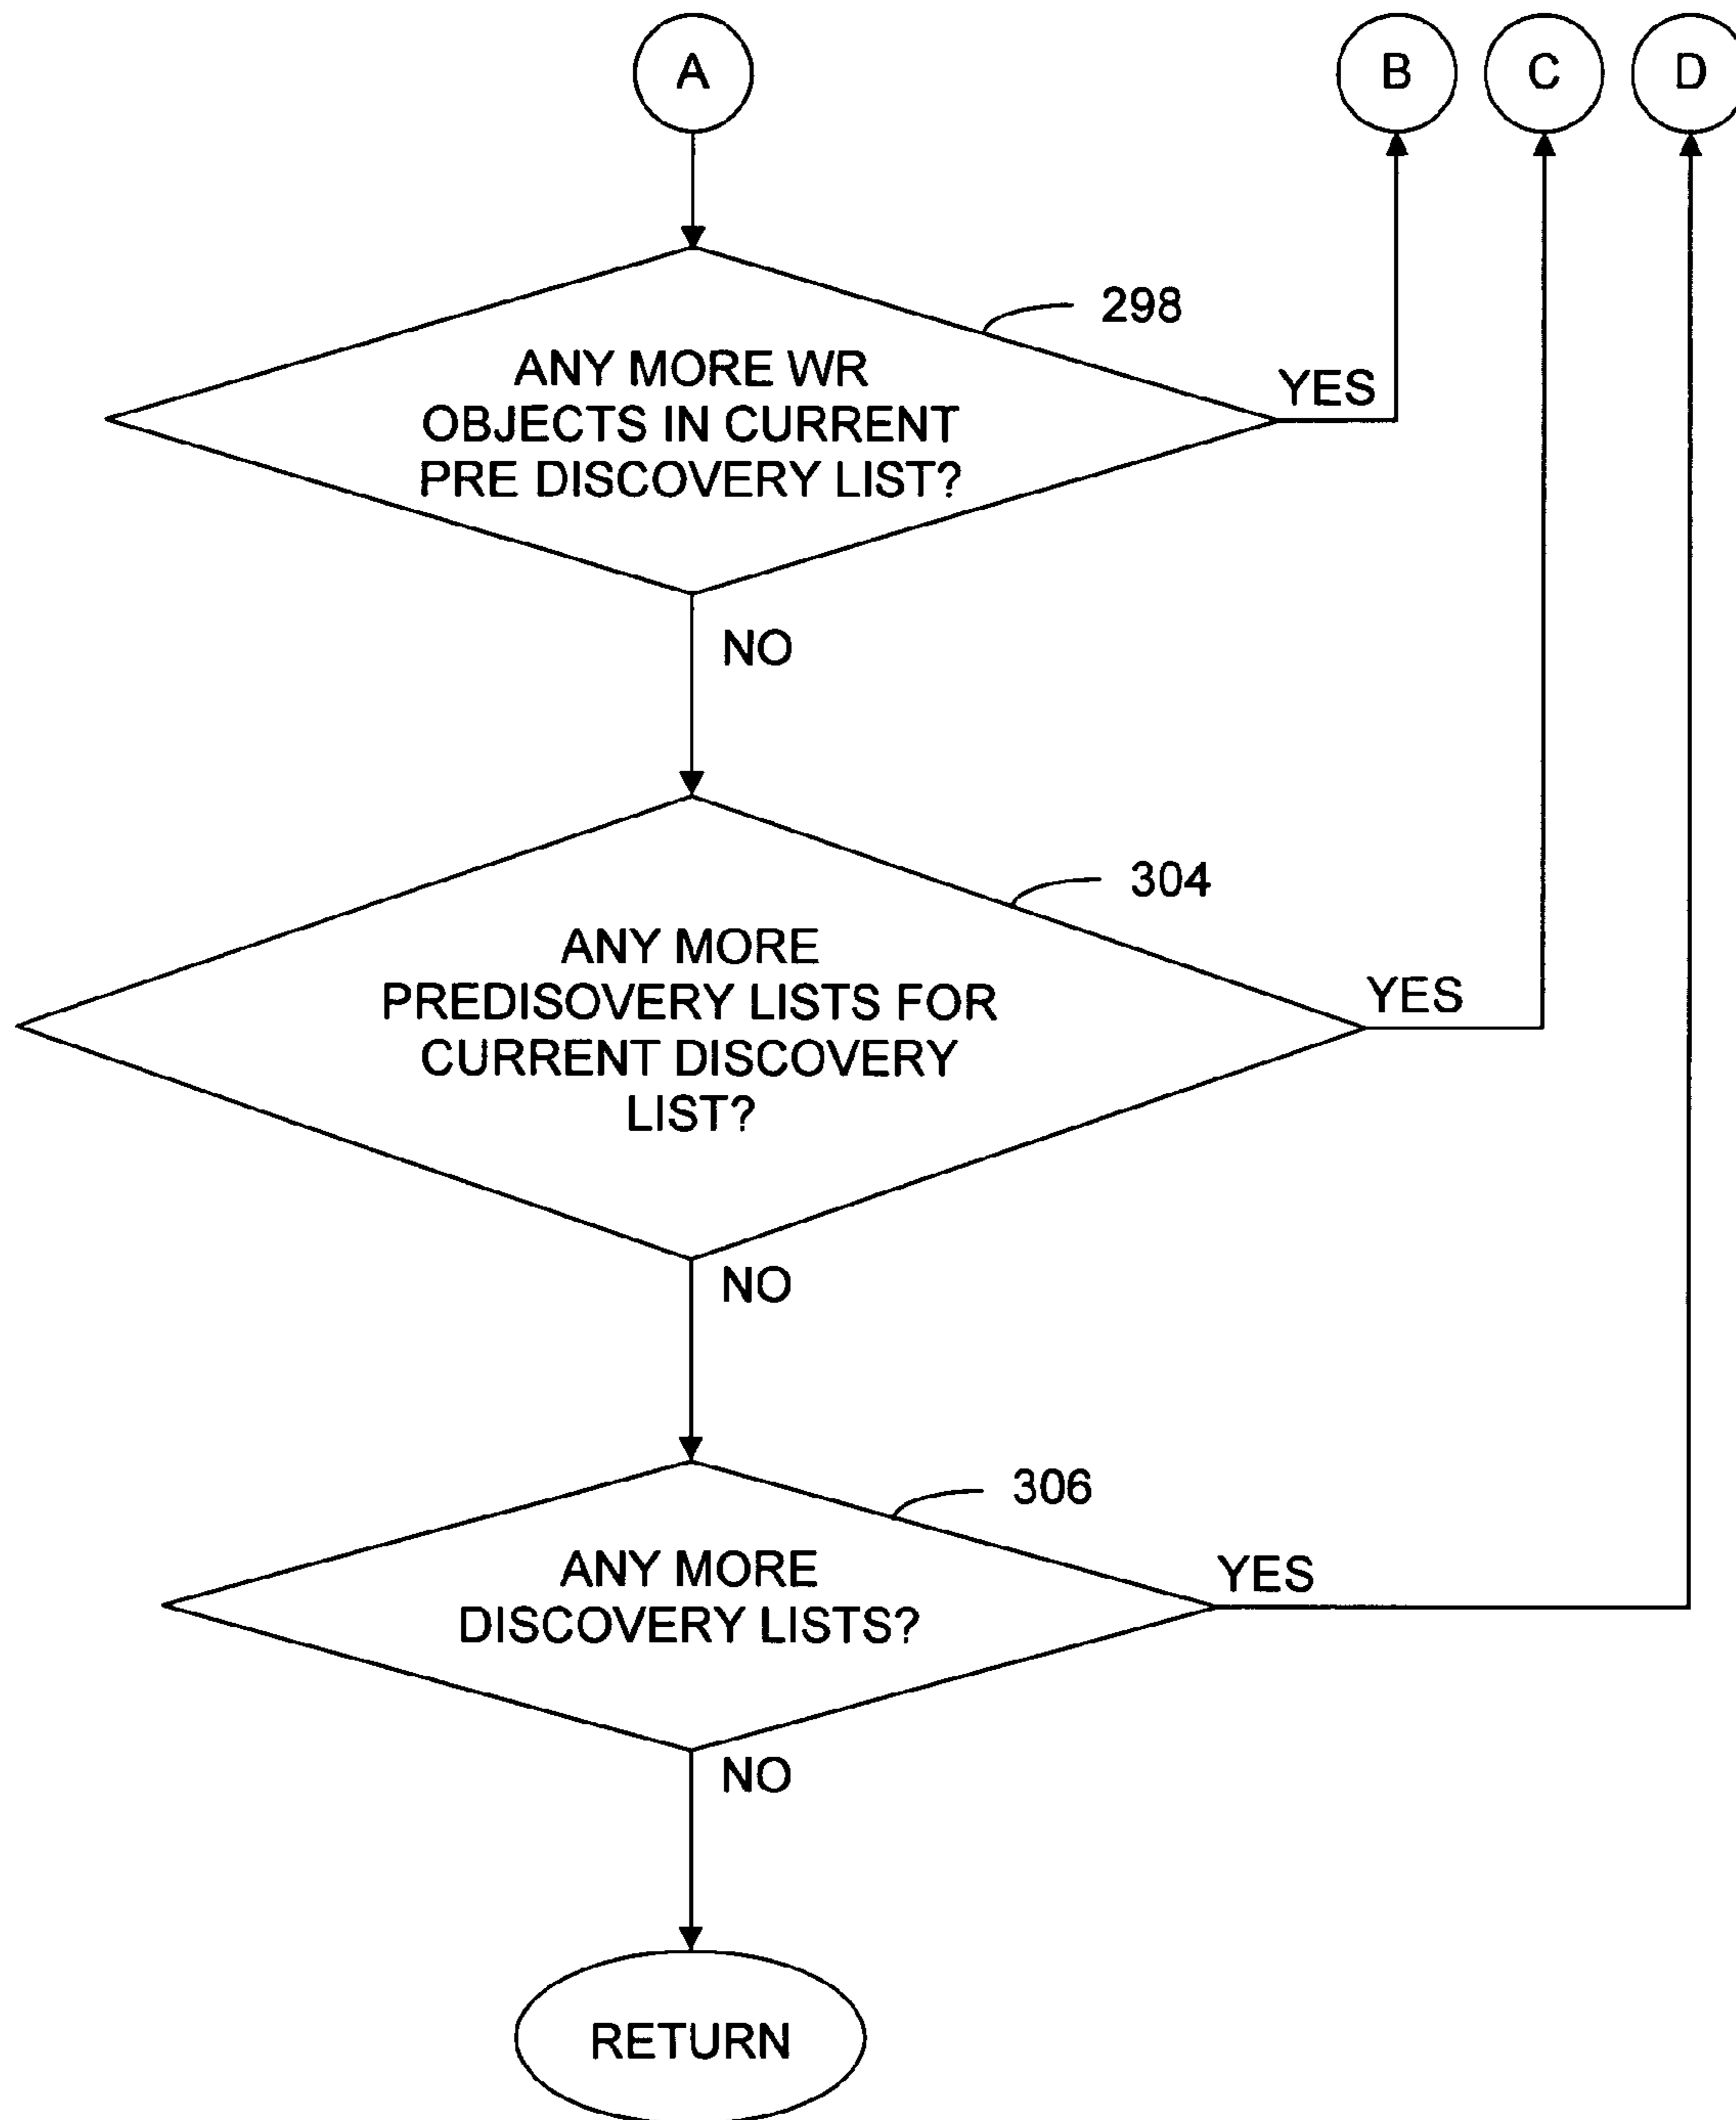 A
B
C
D
298
ANY MORE WR
OBJECTS IN CURRENT
PRE DISCOVERY LIST?
YES
NO
304
ANY MORE
PREDISOVERY LISTS FOR
CURRENT DISCOVERY
LIST?
YES
NO
306
ANY MORE
DISCOVERY LISTS?
YES
NO
RETURN